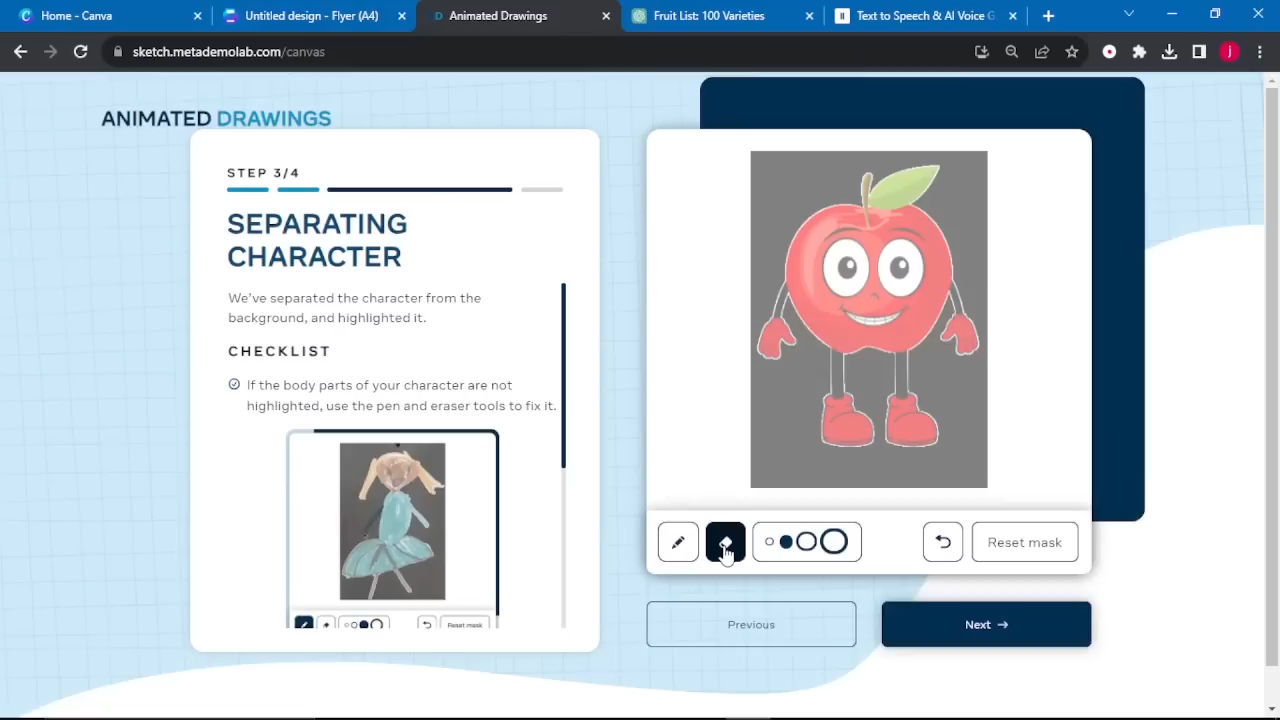 Home - Canva
Untitled design - Flyer (A4)
Animated Drawings
Fruit List: 100 Varieties
Text to Speech & AI Voice G
sketch.metademolab.com/canvas
j
ANIMATED DRAWINGS
STEP 3/4
SEPARATING
CHARACTER
We've separated the character from the
background, and highlighted it.
CHECKLIST
If the body parts of your character are not
highlighted, use the pen and eraser tools to fix it.
Reset mask
Reset mask
Previous
Next →